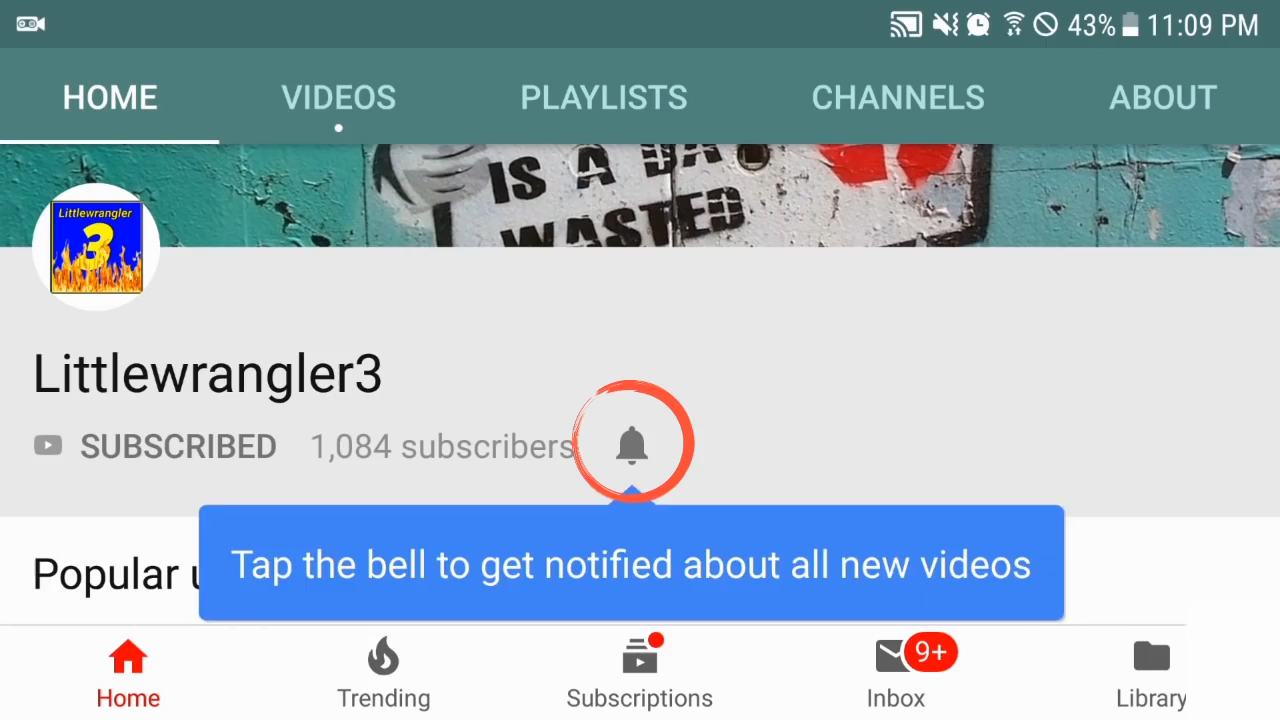 43% 11:09 PM
HOME VIDEOS PLAYLISTS CHANNELS ABOUT
IS A
WASTED
Littlewrangler
3
Littlewrangler3
SUBSCRIBED 1,084 subscribers
Tap the bell to get notified about all new videos
Popular
9+
Home Trending Subscriptions Inbox Library